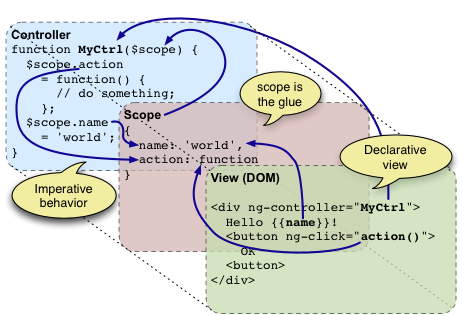 Controller
function MyCtrl($scope) {
$scope.action
= function() {
// do something;
};
$scope.name
= 'world';
}
scope is
the glue
Scope
{
name: 'world',
action: function
}
Declarative
view
Imperative
behavior
View (DOM)
<div ng-controller="MyCtrl">
Hello {{name}}!
<button ng-click="action()">
OK
<button>
</div>